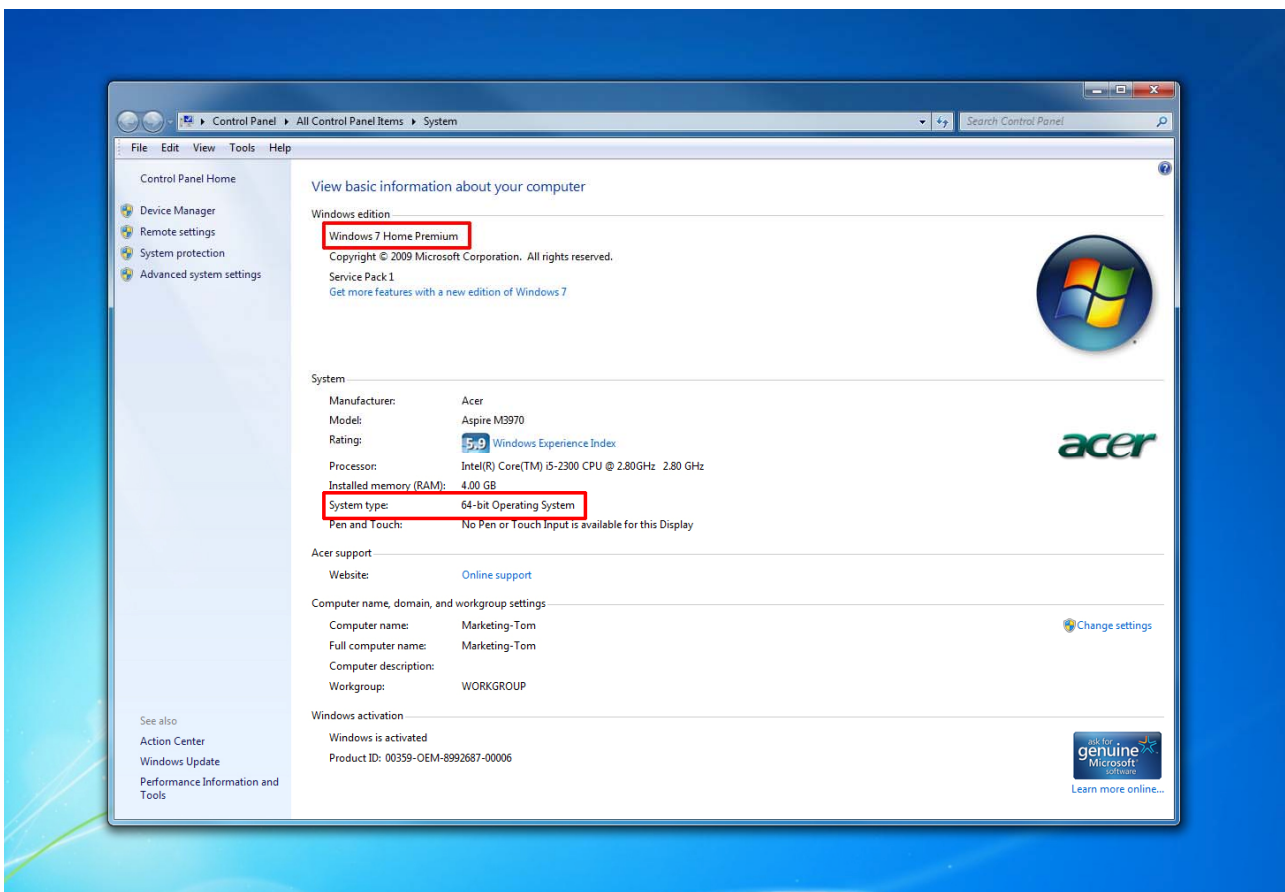 Control Panel ▸ All Control Panel Items ▸ System
Search Control Panel
File Edit View Tools Help
Control Panel Home
Device Manager
Remote settings
System protection
Advanced system settings
View basic information about your computer
Windows edition
Windows 7 Home Premium
Copyright © 2009 Microsoft Corporation. All rights reserved.
Service Pack 1
Get more features with a new edition of Windows 7
System
Manufacturer: Acer
Model: Aspire M3970
Rating: 5.9 Windows Experience Index
acer
Processor: Intel(R) Core(TM) i5-2300 CPU @ 2.80GHz 2.80 GHz
Installed memory (RAM): 4.00 GB
System type: 64-bit Operating System
Pen and Touch: No Pen or Touch Input is available for this Display
Acer support
Website: Online support
Computer name, domain, and workgroup settings
Computer name: Marketing-Tom
Change settings
Full computer name: Marketing-Tom
Computer description:
Workgroup: WORKGROUP
Windows activation
Windows is activated
Product ID: 00359-OEM-8992687-00006
ask for
genuine
Microsoft
software
Learn more online...
See also
Action Center
Windows Update
Performance Information and
Tools